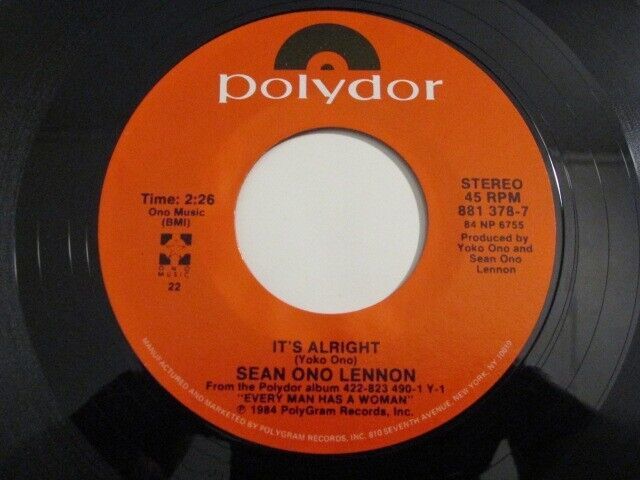 polydor
Time: 2:26
Ono Music
(BMI)
ONO
MUSIC
22
STEREO
45 RPM
881 378-7
84 NP 6755
Produced by
Yoko Ono and
Sean Ono
Lennon
IT'S ALRIGHT
(Yoko Ono)
SEAN ONO LENNON
From the Polydor album 422-823 490-1 Y-1
"EVERY MAN HAS A WOMAN"
℗ 1984 PolyGram Records, Inc.
MANUFACTURED AND MARKETED BY POLYGRAM RECORDS, INC. 810 SEVENTH AVENUE, NEW YORK, NY 10019